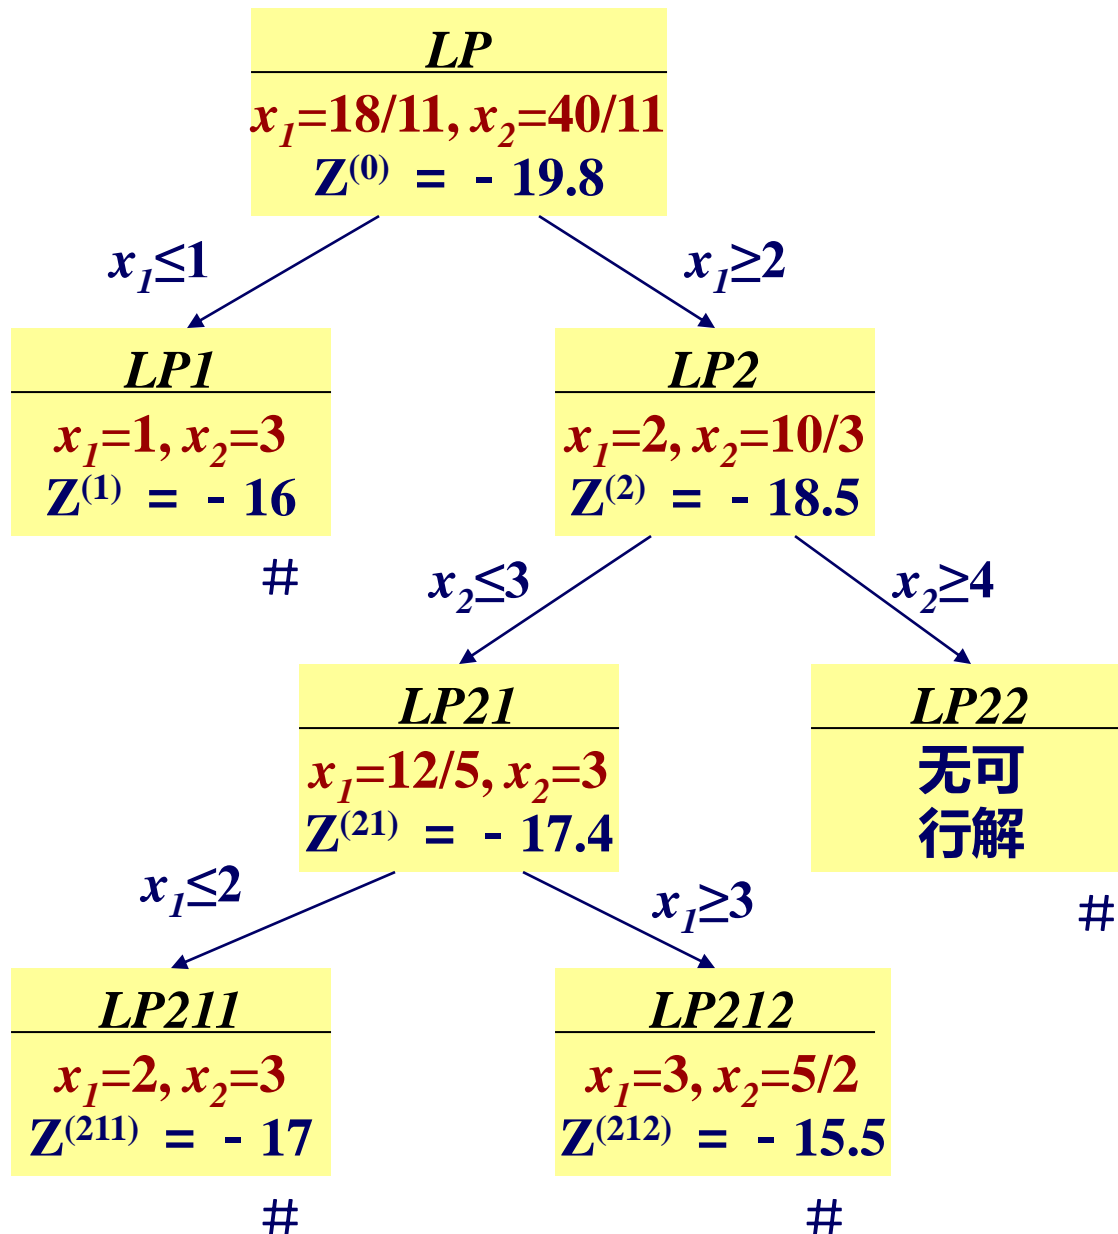 LP
x₁=18/11, x₂=40/11
Z⁽⁰⁾ = - 19.8
x₁≤1
x₁≥2
LP1
x₁=1, x₂=3
Z⁽¹⁾ = - 16
#
LP2
x₁=2, x₂=10/3
Z⁽²⁾ = - 18.5
x₂≤3
x₂≥4
LP21
x₁=12/5, x₂=3
Z⁽²¹⁾ = - 17.4
LP22
无可
行解
#
x₁≤2
x₁≥3
LP211
x₁=2, x₂=3
Z⁽²¹¹⁾ = - 17
#
LP212
x₁=3, x₂=5/2
Z⁽²¹²⁾ = - 15.5
#